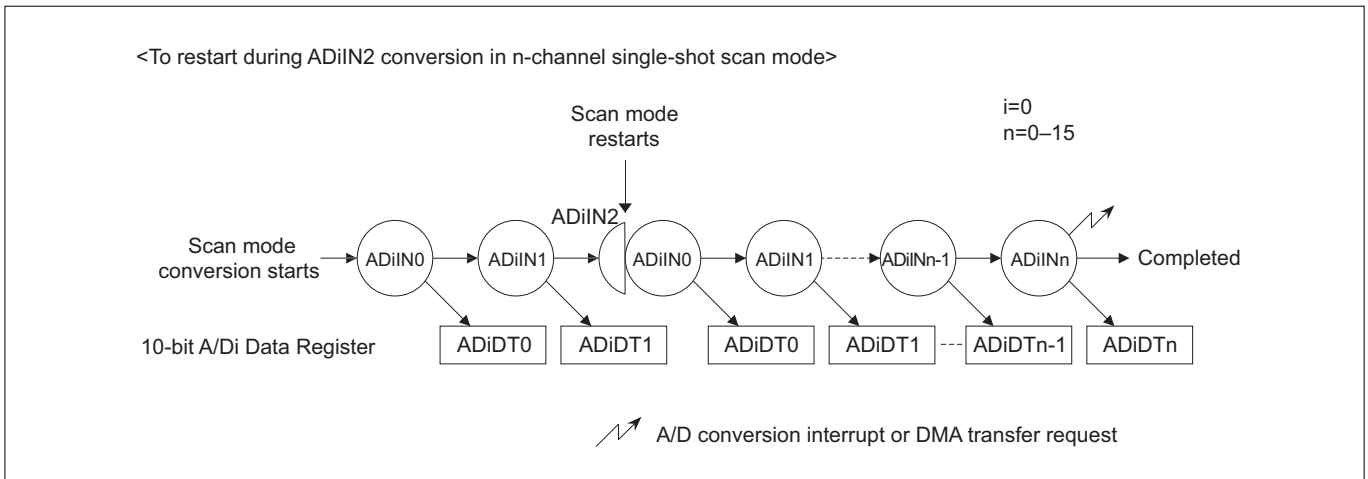 <To restart during ADiIN2 conversion in n-channel single-shot scan mode>
i=0
n=0–15
Scan mode
restarts
ADiIN2
Scan mode
conversion starts
ADiIN0
ADiIN1
ADiIN0
ADiIN1
ADiINn-1
ADiINn
Completed
10-bit A/Di Data Register
ADiDT0
ADiDT1
ADiDT0
ADiDT1
ADiDTn-1
ADiDTn
A/D conversion interrupt or DMA transfer request